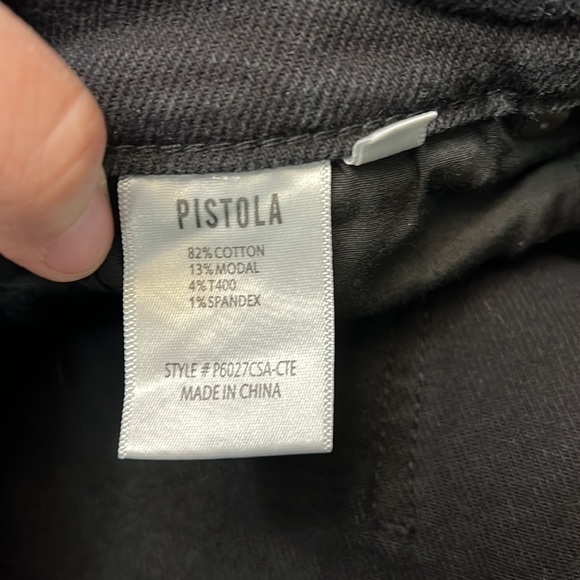 PISTOLA
82% COTTON
13% MODAL
4% T400
1% SPANDEX
STYLE # P6027CSA-CTE
MADE IN CHINA